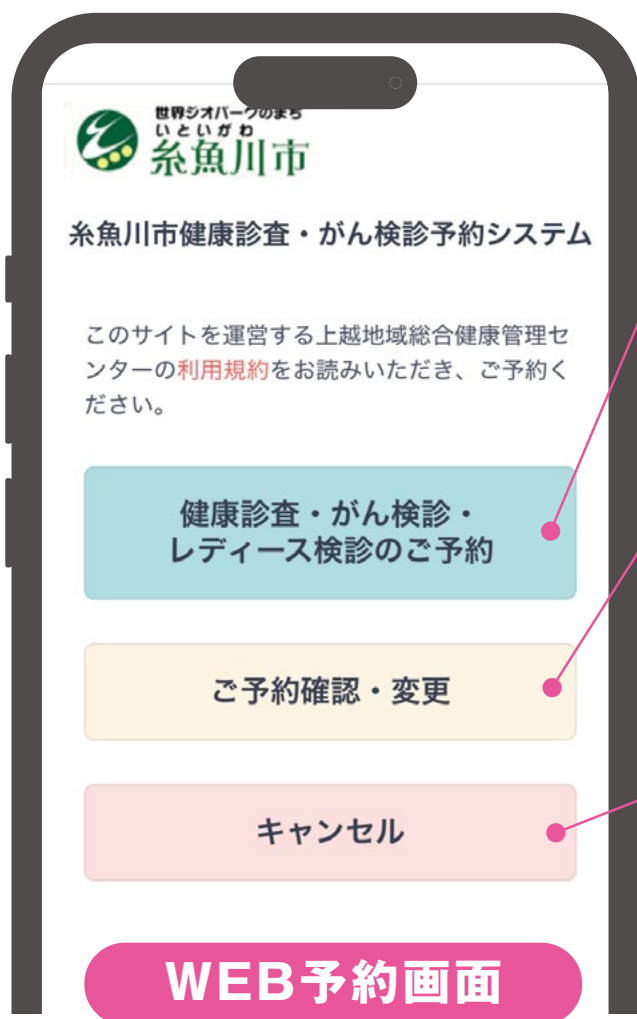 世界ジオパークのまち
いといがわ
糸魚川市
糸魚川市健康診査・がん検診予約システム
このサイトを運営する上越地域総合健康管理セ
ンターの利用規約をお読みいただき、ご予約く
ださい。
健康診査・がん検診・
レディース検診のご予約
ご予約確認・変更
キャンセル
WEB予約画面